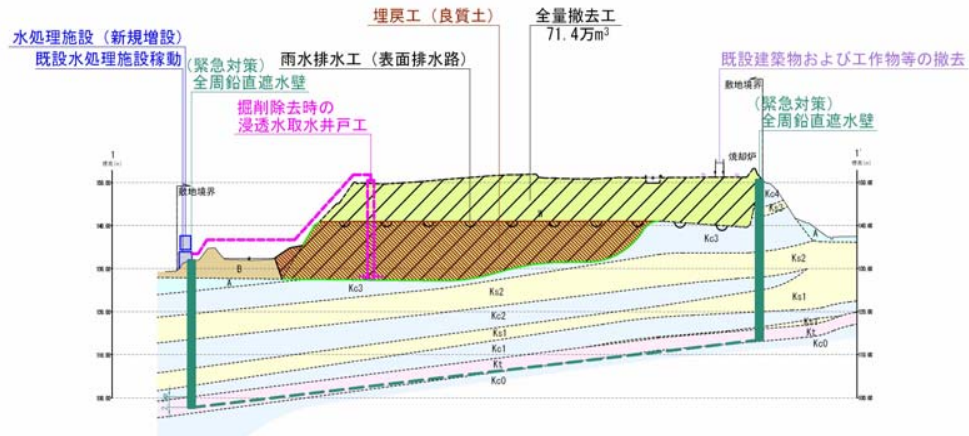 埋戻工（良質土）
全量撤去工
71.4万m³
水処理施設（新規増設）
既設水処理施設稼動
（緊急対策）
全周鉛直遮水壁
雨水排水工（表面排水路）
既設建築物および工作物等の撤去
掘削除去時の
浸透水取水井戸工
敷地境界
（緊急対策）
全周鉛直遮水壁
焼却炉
1
1'
敷地境界
Kc4
Kc3
A
B
A
Kc3
Ks2
Ks2
Kc2
Ks1
Ks1
Kc1
Kt
Kt
Kc0
Kc0